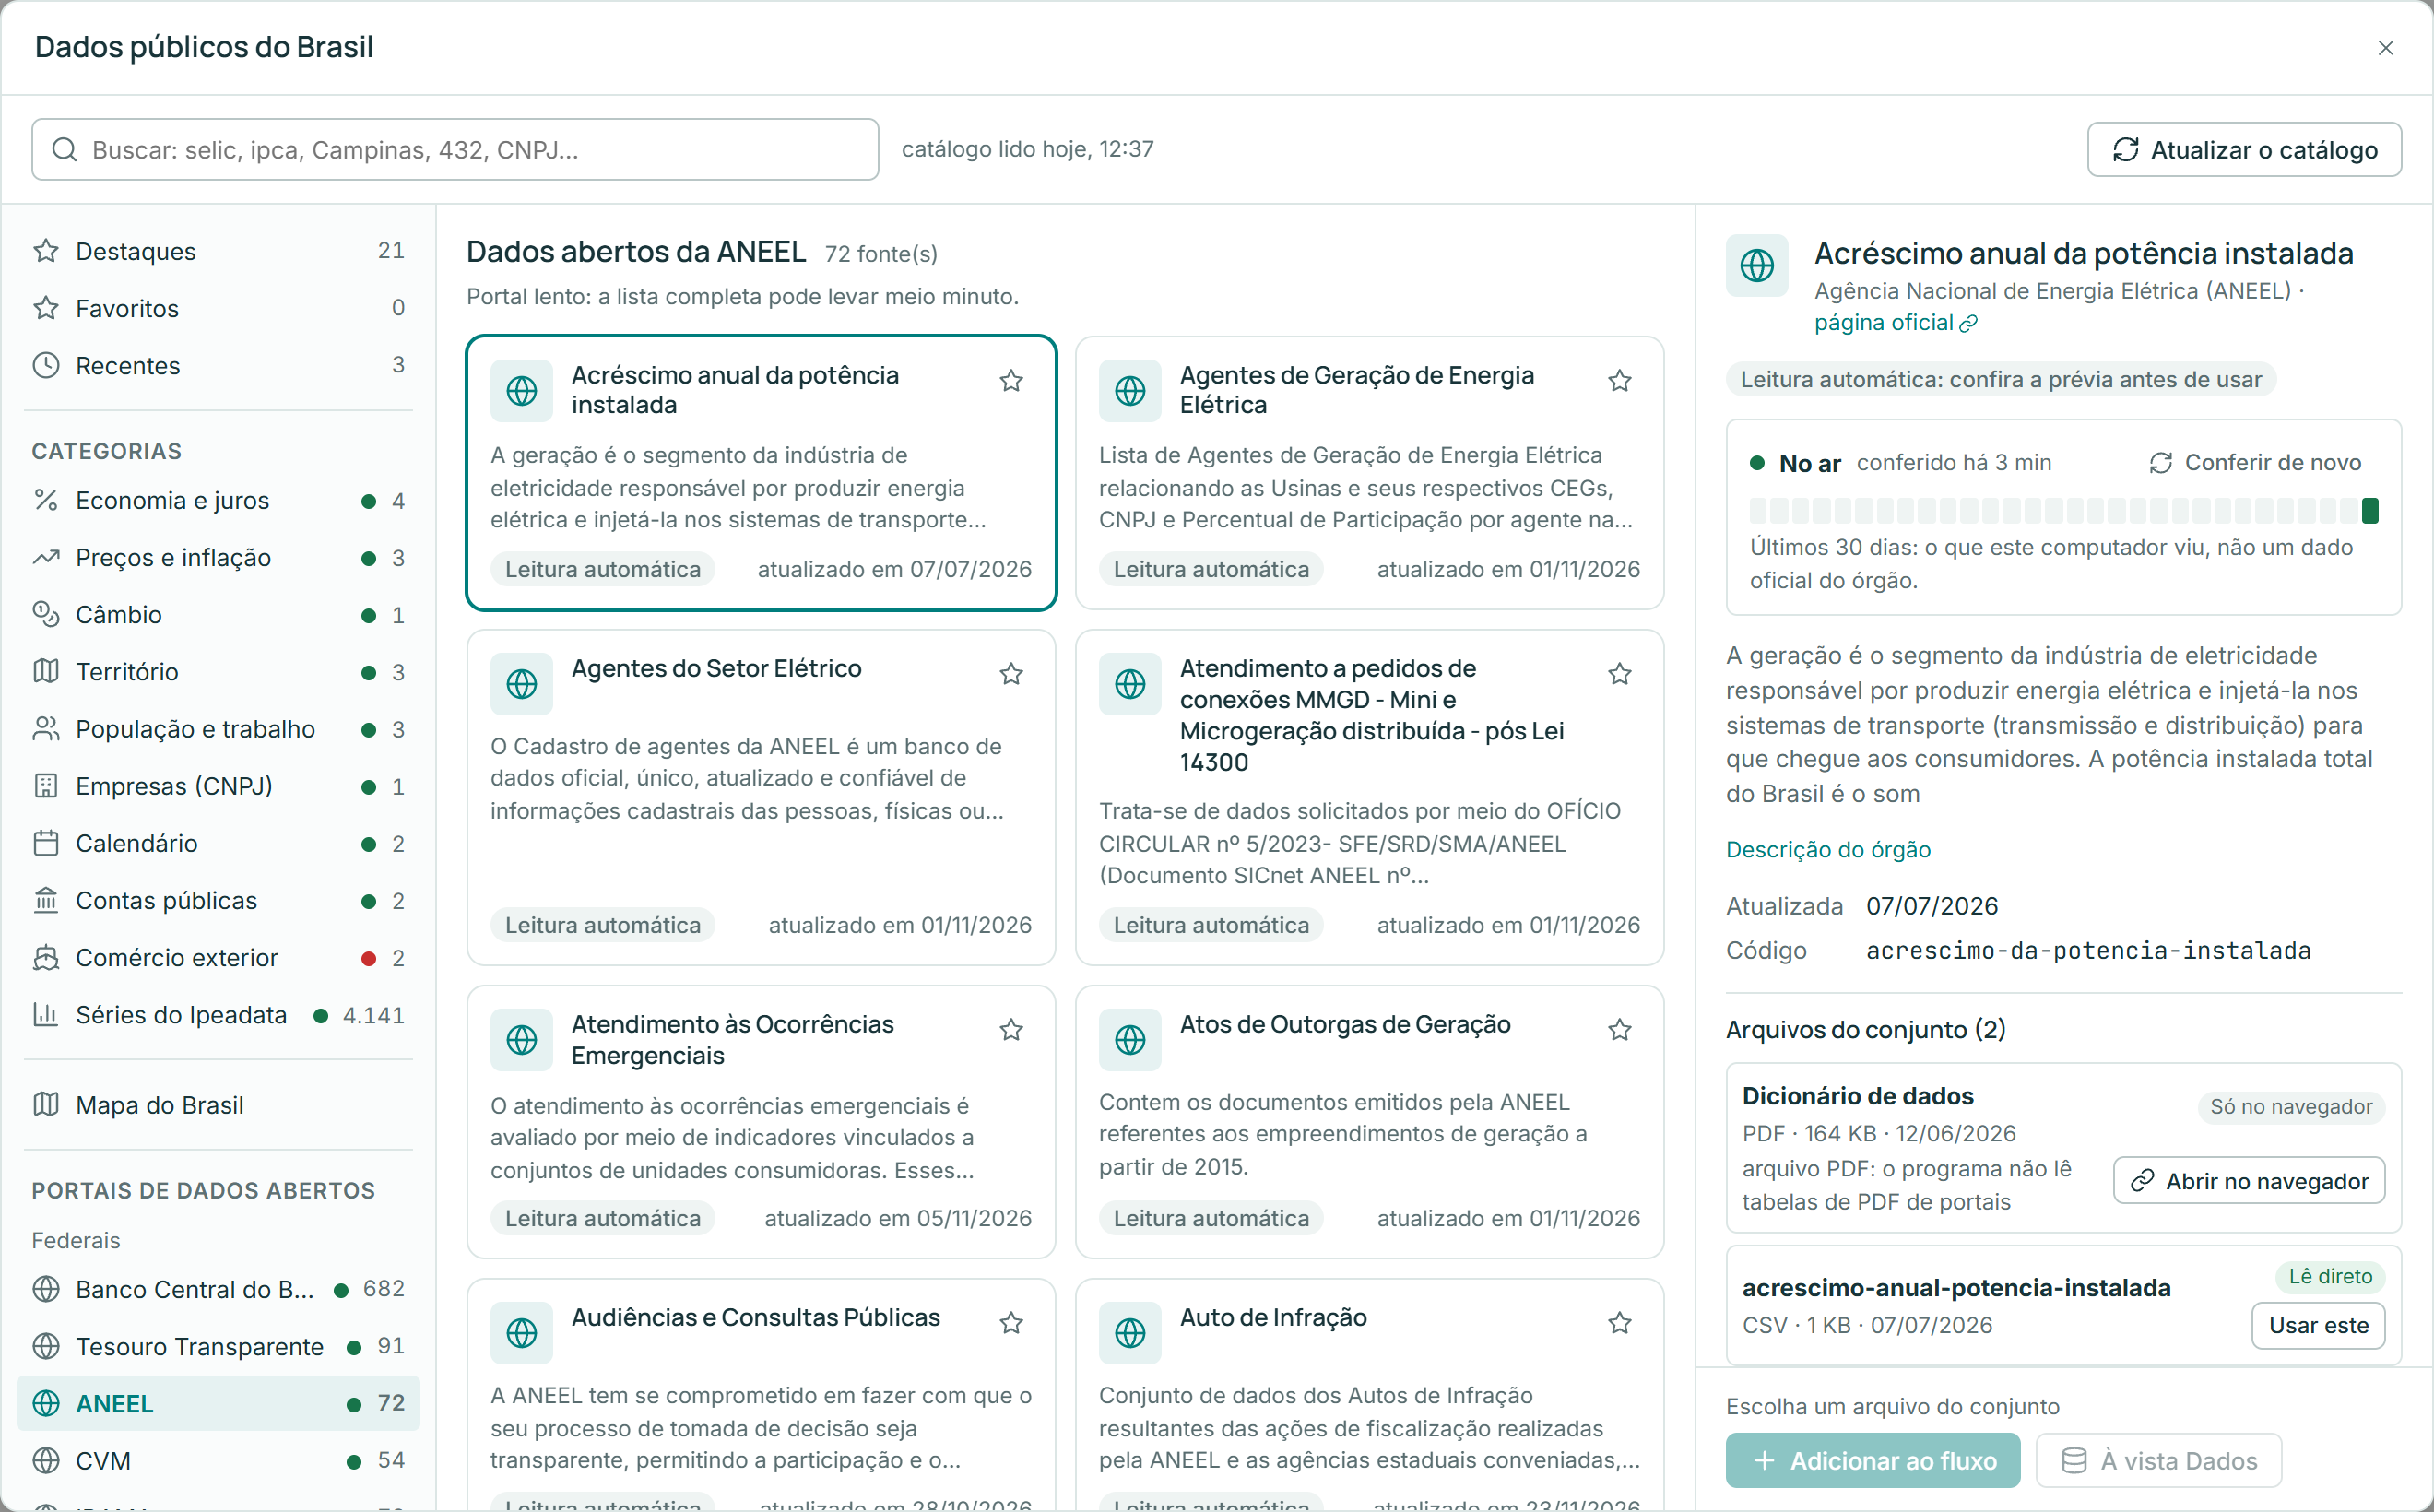 Dados públicos do Brasil
Buscar: selic, ipca, Campinas, 432, CNPJ...
catálogo lido hoje, 12:37
Atualizar o catálogo
Destaques 21
Favoritos 0
Recentes 3
CATEGORIAS
Economia e juros 4
Preços e inflação 3
Câmbio 1
Território 3
População e trabalho 3
Empresas (CNPJ) 1
Calendário 2
Contas públicas 2
Comércio exterior 2
Séries do Ipeadata 4.141
Mapa do Brasil
PORTAIS DE DADOS ABERTOS
Federais
Banco Central do B... 682
Tesouro Transparente 91
ANEEL 72
CVM 54
Dados abertos da ANEEL 72 fonte(s)
Portal lento: a lista completa pode levar meio minuto.
Acréscimo anual da potência
instalada
A geração é o segmento da indústria de
eletricidade responsável por produzir energia
elétrica e injetá-la nos sistemas de transporte...
Leitura automática atualizado em 07/07/2026
Agentes de Geração de Energia
Elétrica
Lista de Agentes de Geração de Energia Elétrica
relacionando as Usinas e seus respectivos CEGs,
CNPJ e Percentual de Participação por agente na...
Leitura automática atualizado em 01/11/2026
Agentes do Setor Elétrico
O Cadastro de agentes da ANEEL é um banco de
dados oficial, único, atualizado e confiável de
informações cadastrais das pessoas, físicas ou...
Leitura automática atualizado em 01/11/2026
Atendimento a pedidos de
conexões MMGD - Mini e
Microgeração distribuída - pós Lei
14300
Trata-se de dados solicitados por meio do OFÍCIO
CIRCULAR nº 5/2023- SFE/SRD/SMA/ANEEL
(Documento SICnet ANEEL nº...
Leitura automática atualizado em 01/11/2026
Atendimento às Ocorrências
Emergenciais
O atendimento às ocorrências emergenciais é
avaliado por meio de indicadores vinculados a
conjuntos de unidades consumidoras. Esses...
Leitura automática atualizado em 05/11/2026
Atos de Outorgas de Geração
Contem os documentos emitidos pela ANEEL
referentes aos empreendimentos de geração a
partir de 2015.
Leitura automática atualizado em 01/11/2026
Audiências e Consultas Públicas
A ANEEL tem se comprometido em fazer com que o
seu processo de tomada de decisão seja
transparente, permitindo a participação e o...
Leitura automática atualizado em 28/10/2026
Auto de Infração
Conjunto de dados dos Autos de Infração
resultantes das ações de fiscalização realizadas
pela ANEEL e as agências estaduais conveniadas,...
Leitura automática atualizado em 23/11/2026
Acréscimo anual da potência instalada
Agência Nacional de Energia Elétrica (ANEEL) ·
página oficial
Leitura automática: confira a prévia antes de usar
No ar conferido há 3 min Conferir de novo
Últimos 30 dias: o que este computador viu, não um dado
oficial do órgão.
A geração é o segmento da indústria de eletricidade
responsável por produzir energia elétrica e injetá-la nos
sistemas de transporte (transmissão e distribuição) para
que chegue aos consumidores. A potência instalada total
do Brasil é o som
Descrição do órgão
Atualizada 07/07/2026
Código acrescimo-da-potencia-instalada
Arquivos do conjunto (2)
Dicionário de dados
Só no navegador
PDF · 164 KB · 12/06/2026
arquivo PDF: o programa não lê
tabelas de PDF de portais
Abrir no navegador
acrescimo-anual-potencia-instalada
Lê direto
CSV · 1 KB · 07/07/2026
Usar este
Escolha um arquivo do conjunto
Adicionar ao fluxo
À vista Dados